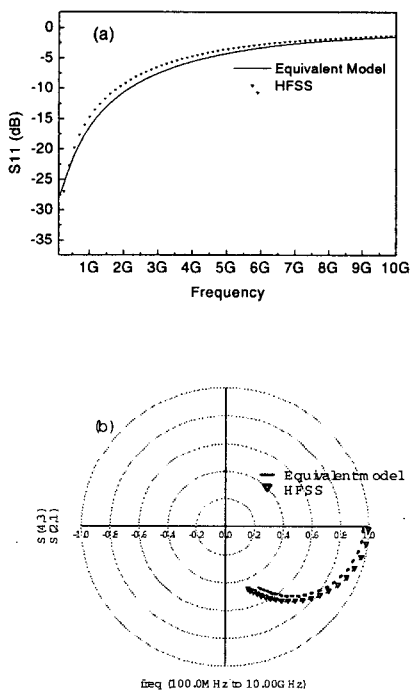 (a)
0
-5
-10
-15
-20
-25
-30
-35
S11 (dB)
Equivalent Model
HFSS
1G 2G 3G 4G 5G 6G 7G 8G 9G 10G
Frequency
(b)
Equivalentmodel
HFSS
S(4,3)
S(2,1)
-1.0 -0.8 -0.6 -0.4 -0.2 0.0 0.2 0.4 0.6 0.8 1.0
freq (100.0MHz to 10.00GHz)